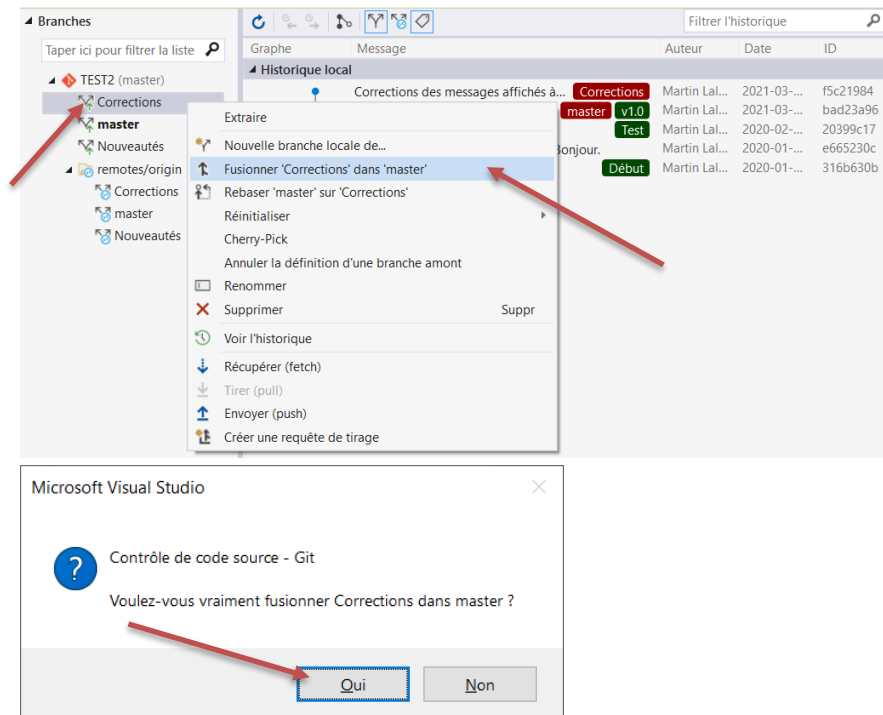 Branches
Filtrer l'historique
Taper ici pour filtrer la liste
Graphe Message Auteur Date ID
Historique local
TEST2 (master)
Corrections des messages affichés à... Corrections Martin Lal... 2021-03-... f5c21984
Corrections
master v1.0 Martin Lal... 2021-03-... bad23a96
master
Test Martin Lal... 2020-02-... 20399c17
Nouveautés
Bonjour. Martin Lal... 2020-01-... e665230c
remotes/origin
Début Martin Lal... 2020-01-... 316b630b
Corrections
master
Nouveautés
Extraire
Nouvelle branche locale de...
Fusionner 'Corrections' dans 'master'
Rebaser 'master' sur 'Corrections'
Réinitialiser
Cherry-Pick
Annuler la définition d'une branche amont
Renommer
Supprimer Suppr
Voir l'historique
Récupérer (fetch)
Tirer (pull)
Envoyer (push)
Créer une requête de tirage
Microsoft Visual Studio
Contrôle de code source - Git
Voulez-vous vraiment fusionner Corrections dans master ?
Oui Non